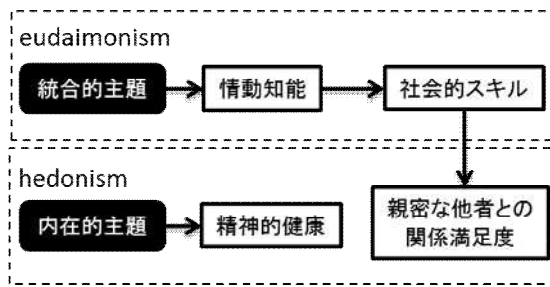 eudaimonism
統合的主題
情動知能
社会的スキル
hedonism
内在的主題
精神的健康
親密な他者との
関係満足度